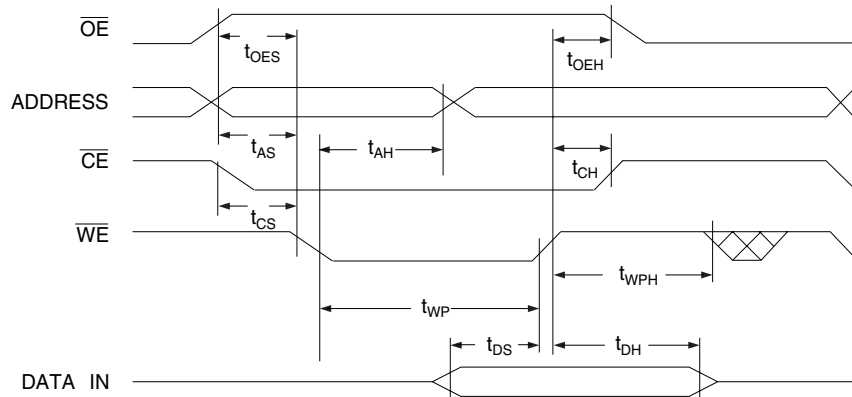 OE
tOES
tOEH
ADDRESS
tAS
tAH
CE
tCH
tCS
WE
tWPH
tWP
tDS
tDH
DATA IN